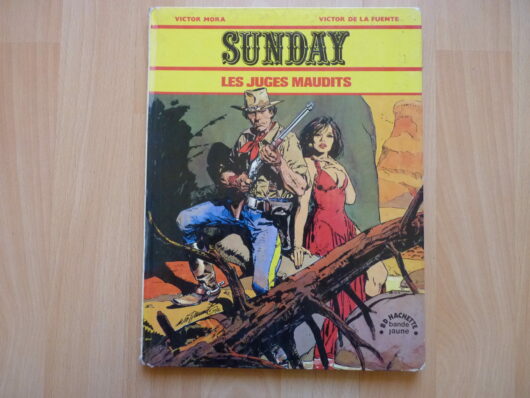 VICTOR MORA
VICTOR DE LA FUENTE
SUNDAY
LES JUGES MAUDITS
BD HACHETTE
bande
jaune